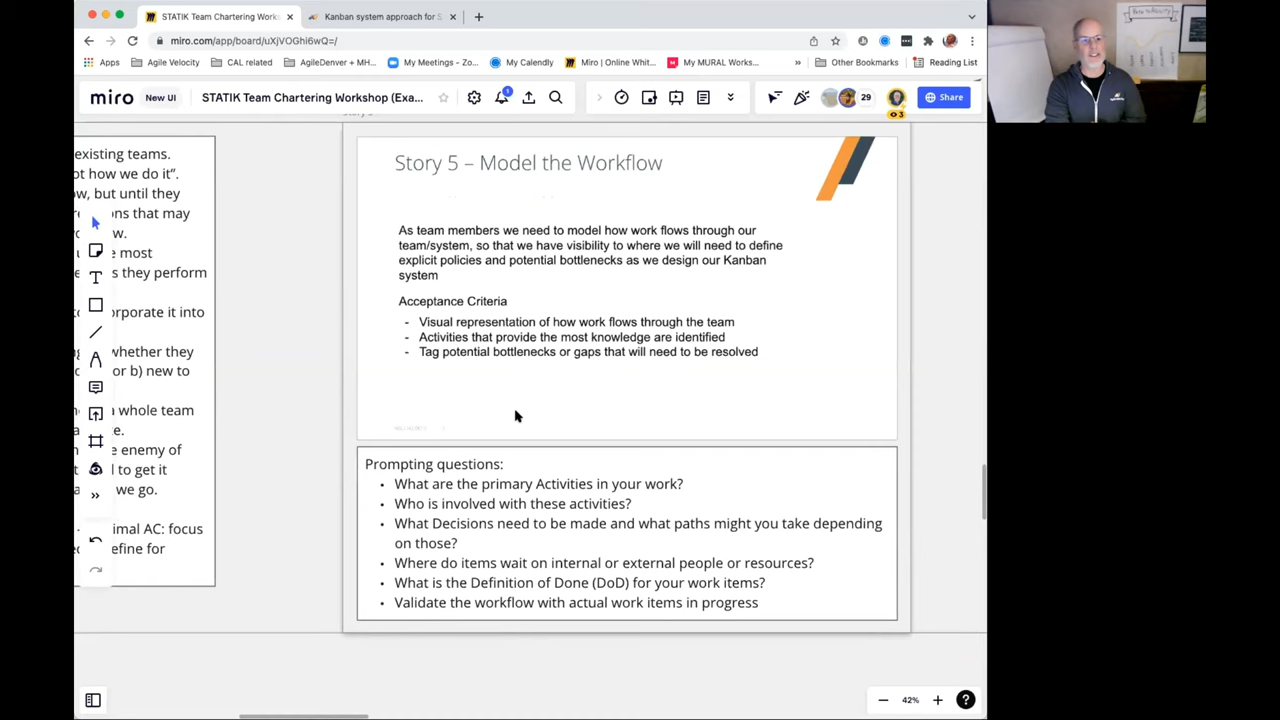 STATIK Team Chartering Works
Kanban system approach for S
miro.com/app/board/uXjVOGhl6wQ=/
Apps
Agile Velocity
CAL related
AgileDenver + MH...
My Meetings - Zo...
My Calendly
Miro | Online Whit...
My MURAL Works...
Other Bookmarks
Reading List
miro
New UI
STATIK Team Chartering Workshop (Exa...
1
29
Share
3
existing teams.
ot how we do it".
ow, but until they
ons that may
w.
e most
s they perform
orporate it into
whether they
or b) new to
a whole team
te.
e enemy of
d to get it
we go.
imal AC: focus
efine for
Story 5 – Model the Workflow
As team members we need to model how work flows through our
team/system, so that we have visibility to where we will need to define
explicit policies and potential bottlenecks as we design our Kanban
system
Acceptance Criteria
- Visual representation of how work flows through the team
- Activities that provide the most knowledge are identified
- Tag potential bottlenecks or gaps that will need to be resolved
Prompting questions:
• What are the primary Activities in your work?
• Who is involved with these activities?
• What Decisions need to be made and what paths might you take depending
on those?
• Where do items wait on internal or external people or resources?
• What is the Definition of Done (DoD) for your work items?
• Validate the workflow with actual work items in progress
42%